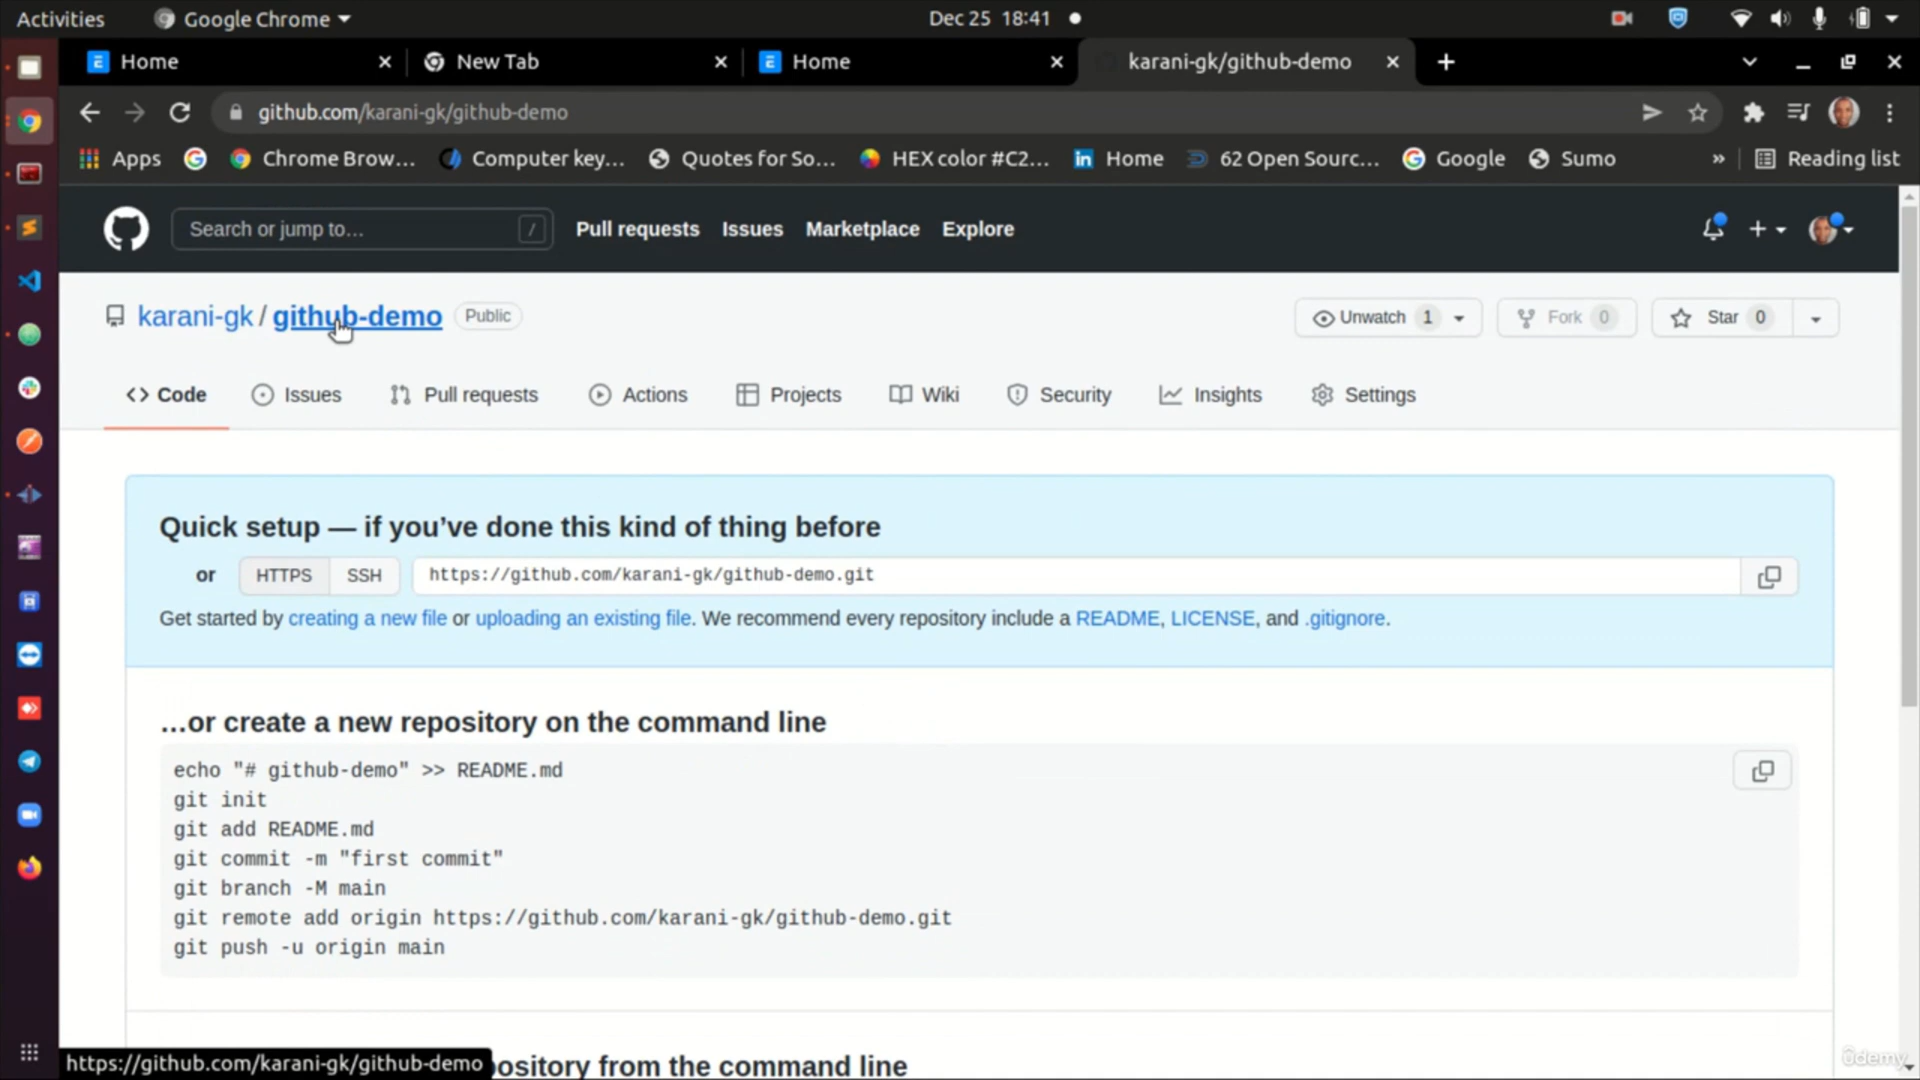 Activities Google Chrome Dec 25 18:41
Home New Tab Home karani-gk/github-demo
github.com/karani-gk/github-demo
Apps Chrome Brow... Computer key... Quotes for So... HEX color #C2... Home 62 Open Sourc... Google Sumo » Reading list
Search or jump to... / Pull requests Issues Marketplace Explore
karani-gk / github-demo Public Unwatch 1 Fork 0 Star 0
Code Issues Pull requests Actions Projects Wiki Security Insights Settings
Quick setup — if you've done this kind of thing before
or HTTPS SSH https://github.com/karani-gk/github-demo.git
Get started by creating a new file or uploading an existing file. We recommend every repository include a README, LICENSE, and .gitignore.
...or create a new repository on the command line
echo "# github-demo" >> README.md
git init
git add README.md
git commit -m "first commit"
git branch -M main
git remote add origin https://github.com/karani-gk/github-demo.git
git push -u origin main
https://github.com/karani-gk/github-demo
pository from the command line
ûdemy